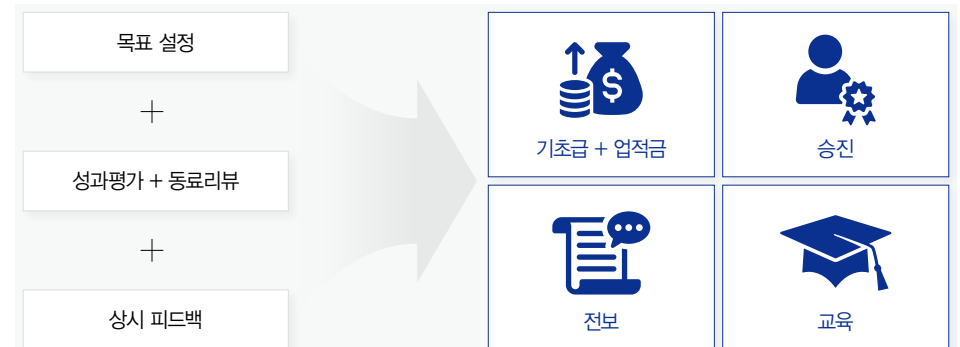 목표 설정
+
성과평가 + 동료리뷰
+
상시 피드백
기초급 + 업적금
승진
전보
교육